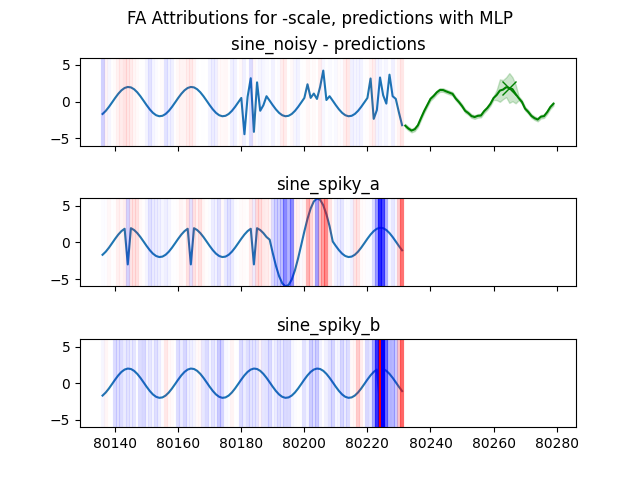 FA Attributions for -scale, predictions with MLP
sine_noisy - predictions
5
0
−5
sine_spiky_a
5
0
−5
sine_spiky_b
5
0
−5
80140 80160 80180 80200 80220 80240 80260 80280